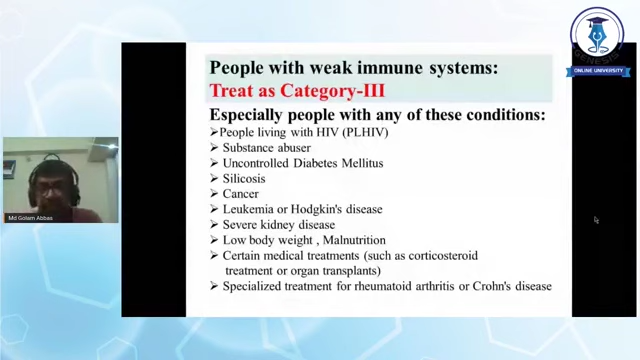 People with weak immune systems:
Treat as Category-III
Especially people with any of these conditions:
➢People living with HIV (PLHIV)
➢ Substance abuser
➢ Uncontrolled Diabetes Mellitus
➢ Silicosis
➢ Cancer
➢ Leukemia or Hodgkin's disease
➢ Severe kidney disease
➢ Low body weight , Malnutrition
➢ Certain medical treatments (such as corticosteroid
treatment or organ transplants)
➢ Specialized treatment for rheumatoid arthritis or Crohn's disease
Md Golam Abbas
GENESIS
ONLINE UNIVERSITY